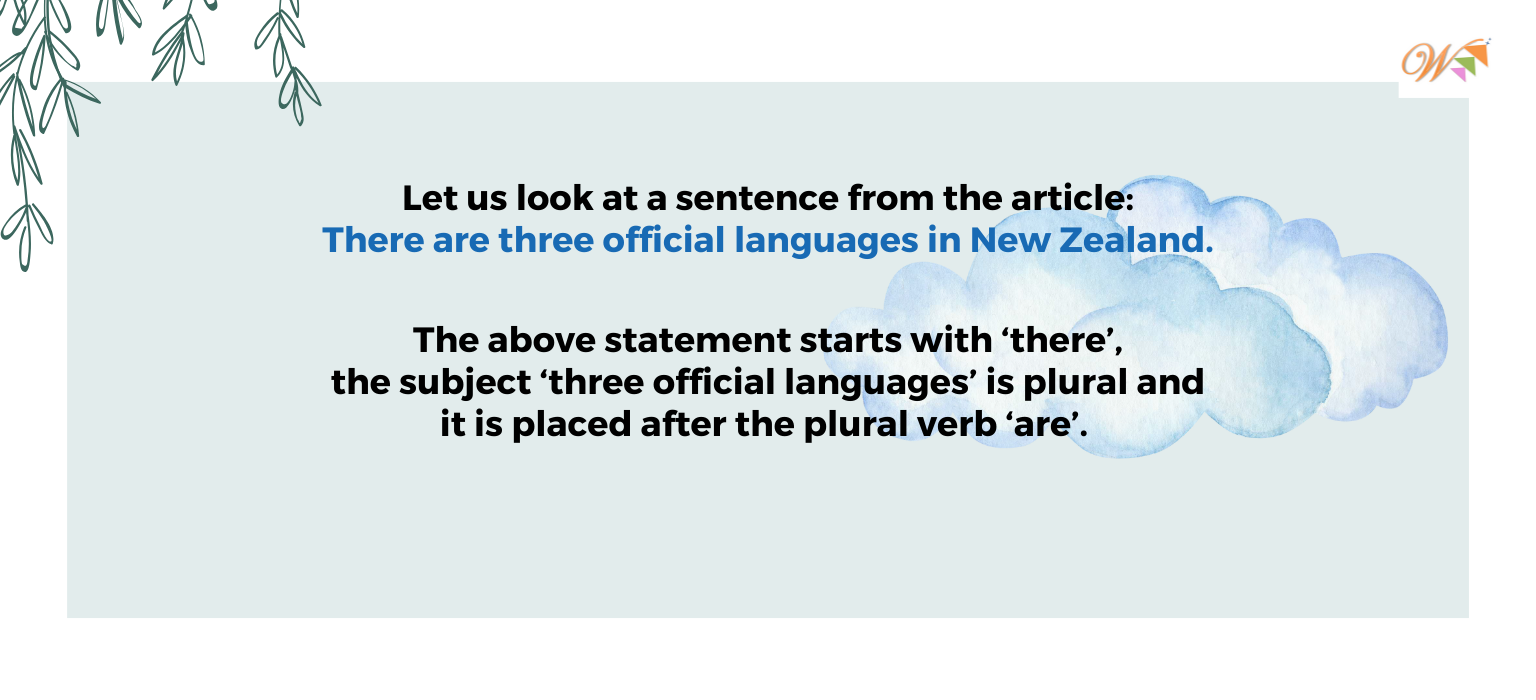 W
Let us look at a sentence from the article:
There are three official languages in New Zealand.
The above statement starts with ‘there’,
the subject ‘three official languages’ is plural and
it is placed after the plural verb ‘are’.